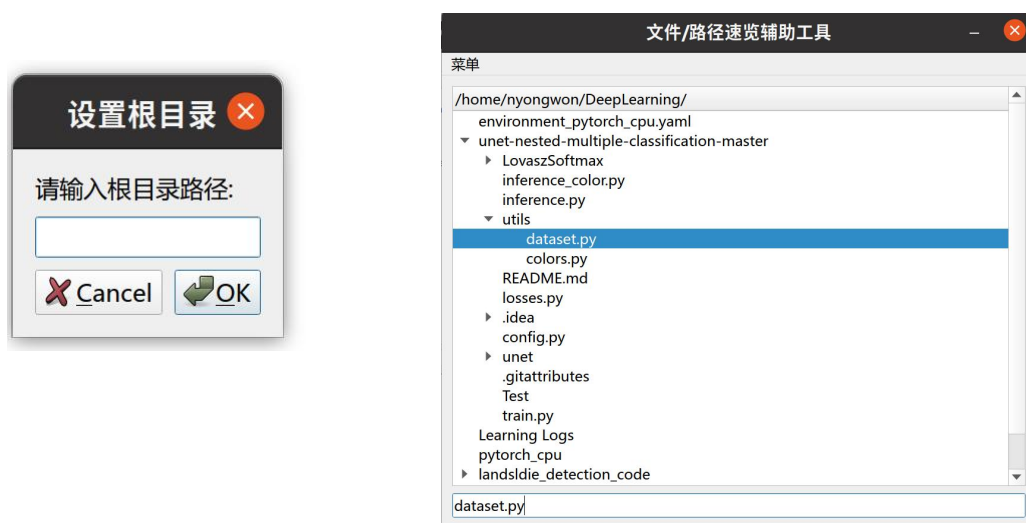 设置根目录
请输入根目录路径:
Cancel
OK
文件/路径速览辅助工具
菜单
/home/nyongwon/DeepLearning/
environment_pytorch_cpu.yaml
unet-nested-multiple-classification-master
LovaszSoftmax
inference_color.py
inference.py
utils
dataset.py
colors.py
README.md
losses.py
.idea
config.py
unet
.gitattributes
Test
train.py
Learning Logs
pytorch_cpu
landsldie_detection_code
dataset.py